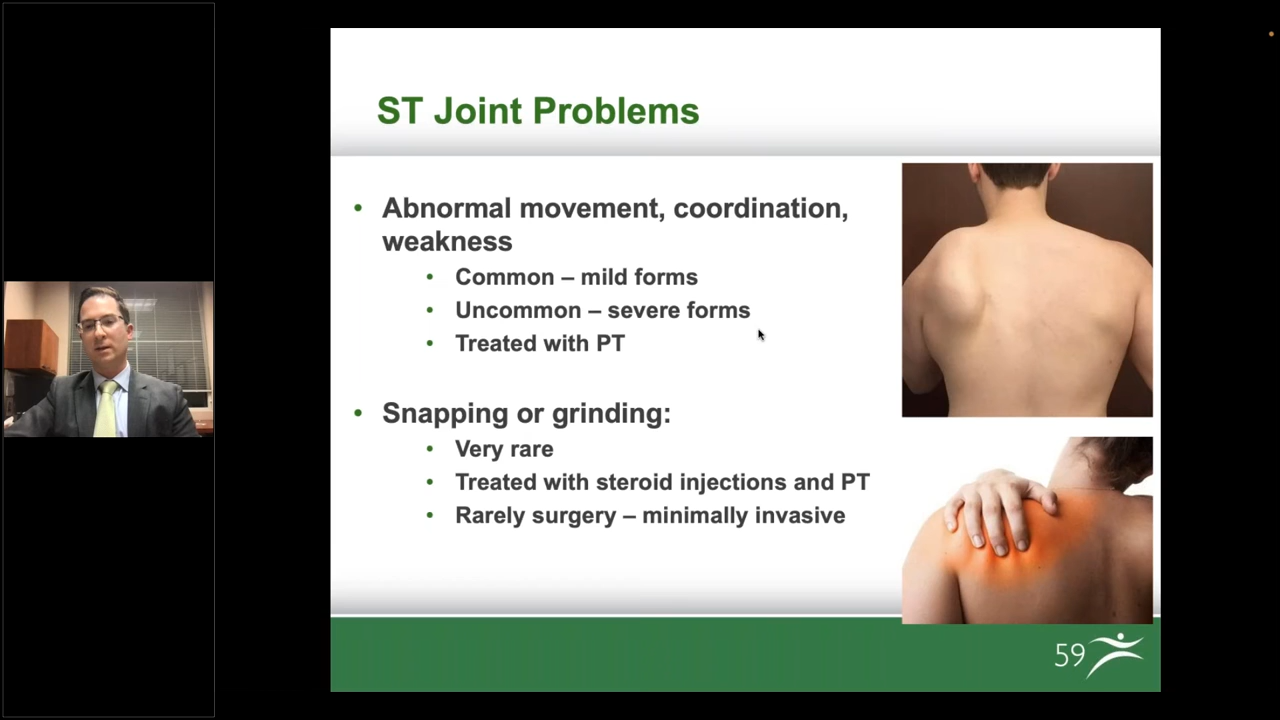 ST Joint Problems
• Abnormal movement, coordination,
weakness
• Common – mild forms
• Uncommon – severe forms
• Treated with PT
• Snapping or grinding:
• Very rare
• Treated with steroid injections and PT
• Rarely surgery – minimally invasive
59